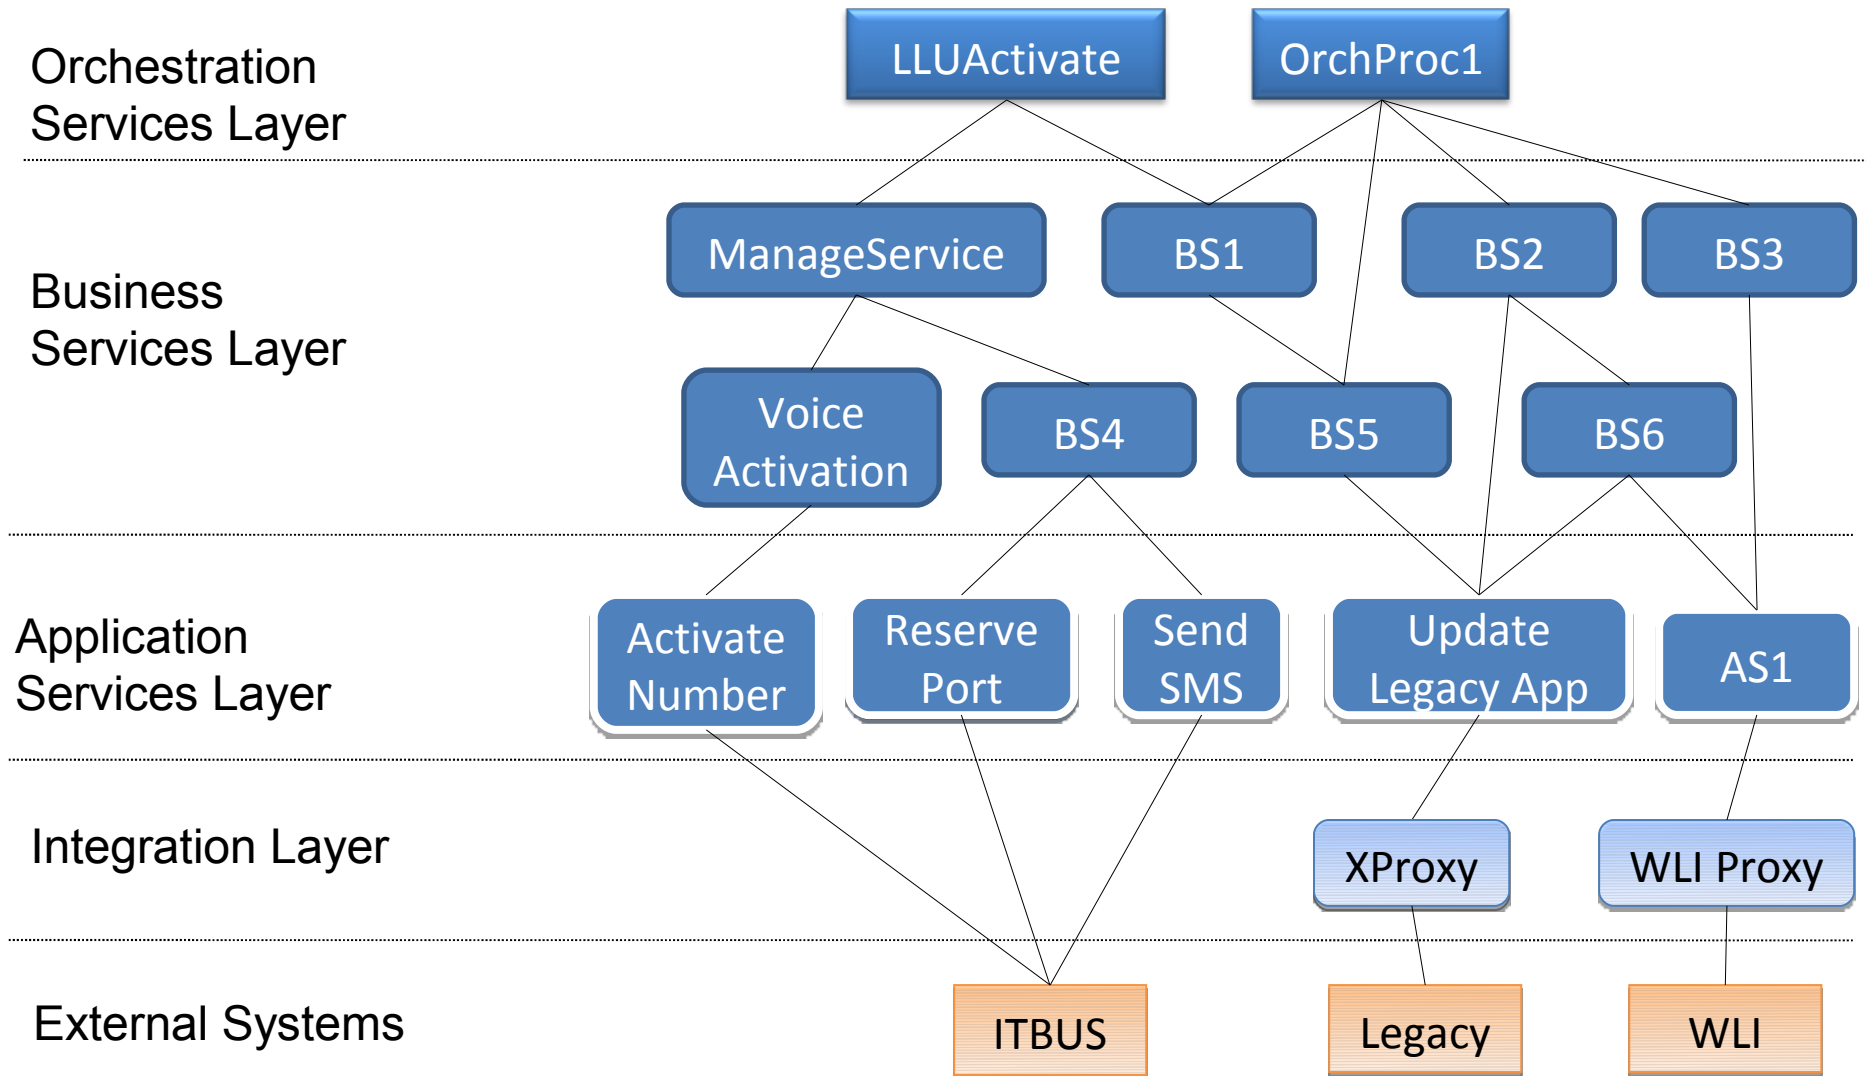 Orchestration
Services Layer
LLUActivate
OrchProc1
Business
Services Layer
ManageService
BS1
BS2
BS3
Voice
Activation
BS4
BS5
BS6
Application
Services Layer
Activate
Number
Reserve
Port
Send
SMS
Update
Legacy App
AS1
Integration Layer
XProxy
WLI Proxy
External Systems
ITBUS
Legacy
WLI